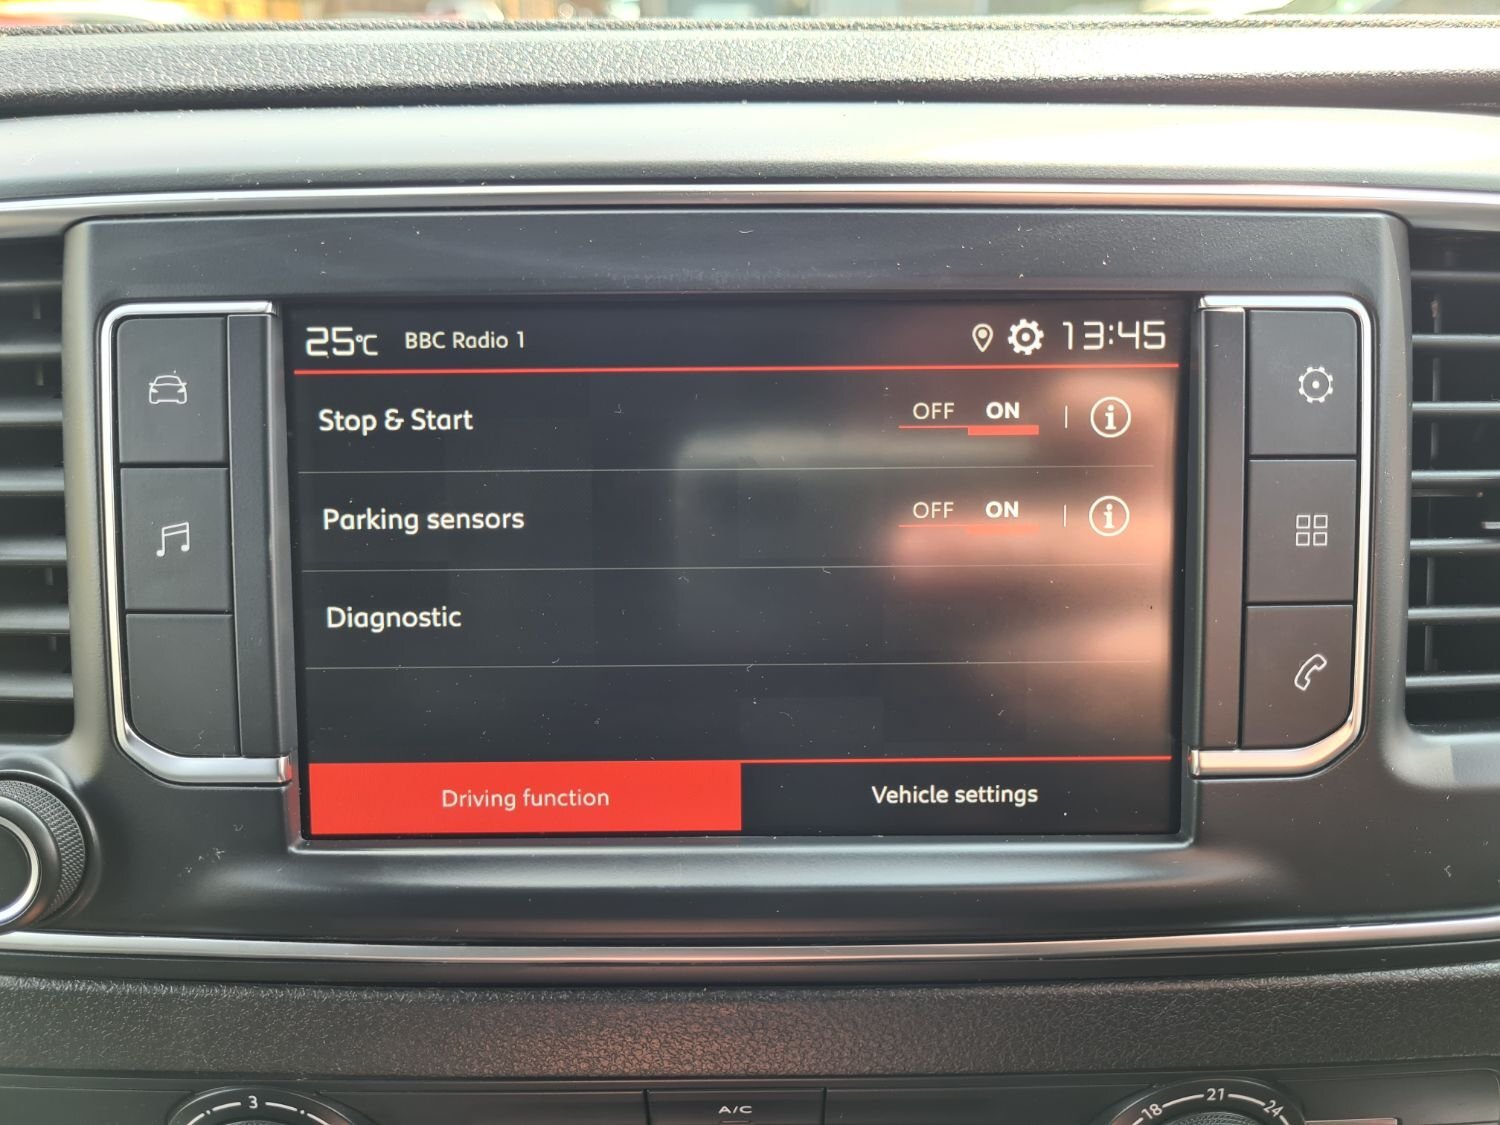 25°C BBC Radio 1 13:45
Stop & Start OFF ON | i
Parking sensors OFF ON | i
Diagnostic
Driving function Vehicle settings
3 A/C 18 21 24